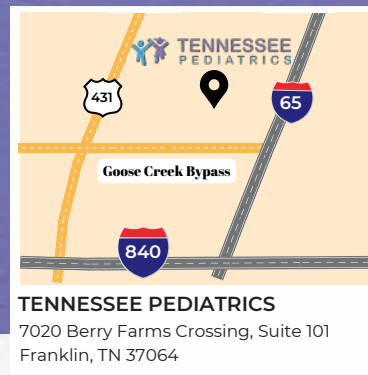 TENNESSEE
PEDIATRICS
431
65
Goose Creek Bypass
840
TENNESSEE PEDIATRICS
7020 Berry Farms Crossing, Suite 101
Franklin, TN 37064